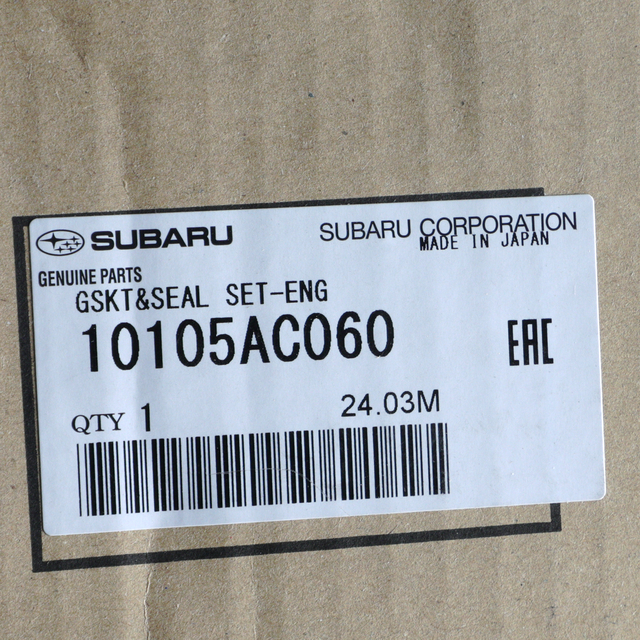 SUBARU
SUBARU CORPORATION
MADE IN JAPAN
GENUINE PARTS
GSKT&SEAL SET-ENG
10105AC060
EAC
QTY 1
24.03M